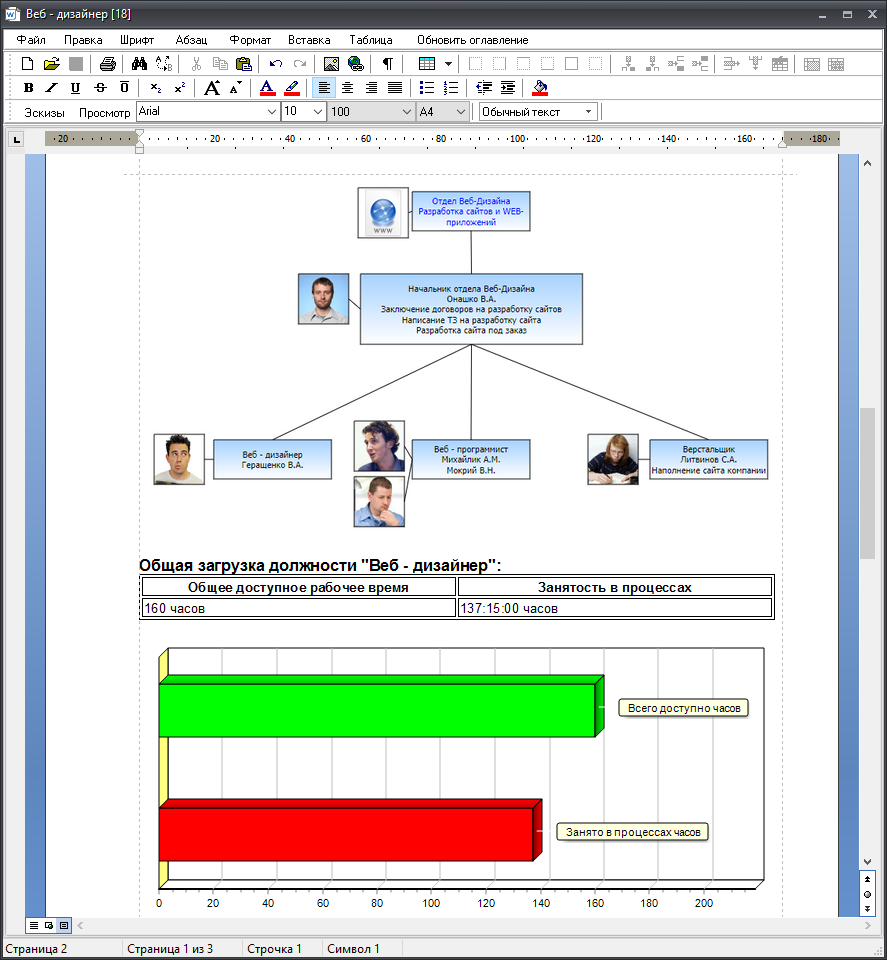 Веб - дизайнер [18]
Файл Правка Шрифт Абзац Формат Вставка Таблица Обновить оглавление
Эскизы Просмотр Arial 10 100 A4 Обычный текст
20 20 40 60 80 100 120 140 160 180
WWW
Отдел Веб-Дизайна
Разработка сайтов и WEB-
приложений
Начальник отдела Веб-Дизайна
Онашко В.А.
Заключение договоров на разработку сайтов
Написание ТЗ на разработку сайта
Разработка сайта под заказ
Веб - дизайнер
Геращенко В.А.
Веб - программист
Михайлик А.М.
Мокрий В.Н.
Верстальщик
Литвинов С.А.
Наполнение сайта компании
Общая загрузка должности "Веб - дизайнер":
Общее доступное рабочее время Занятость в процессах
160 часов 137:15:00 часов
Всего доступно часов
Занято в процессах часов
0 20 40 60 80 100 120 140 160 180 200
Страница 2 Страница 1 из 3 Строчка 1 Символ 1